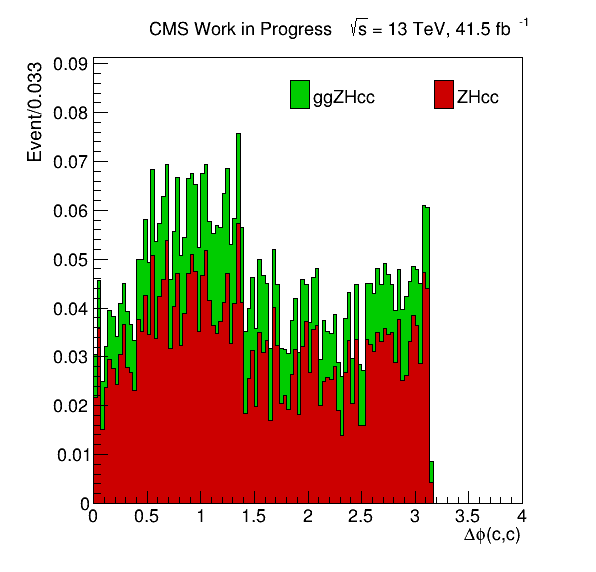 CMS Work in Progress √s = 13 TeV, 41.5 fb -1
Event/0.033
ggZHcc ZHcc
0.09
0.08
0.07
0.06
0.05
0.04
0.03
0.02
0.01
0
0 0.5 1 1.5 2 2.5 3 3.5 4
Δϕ(c,c)